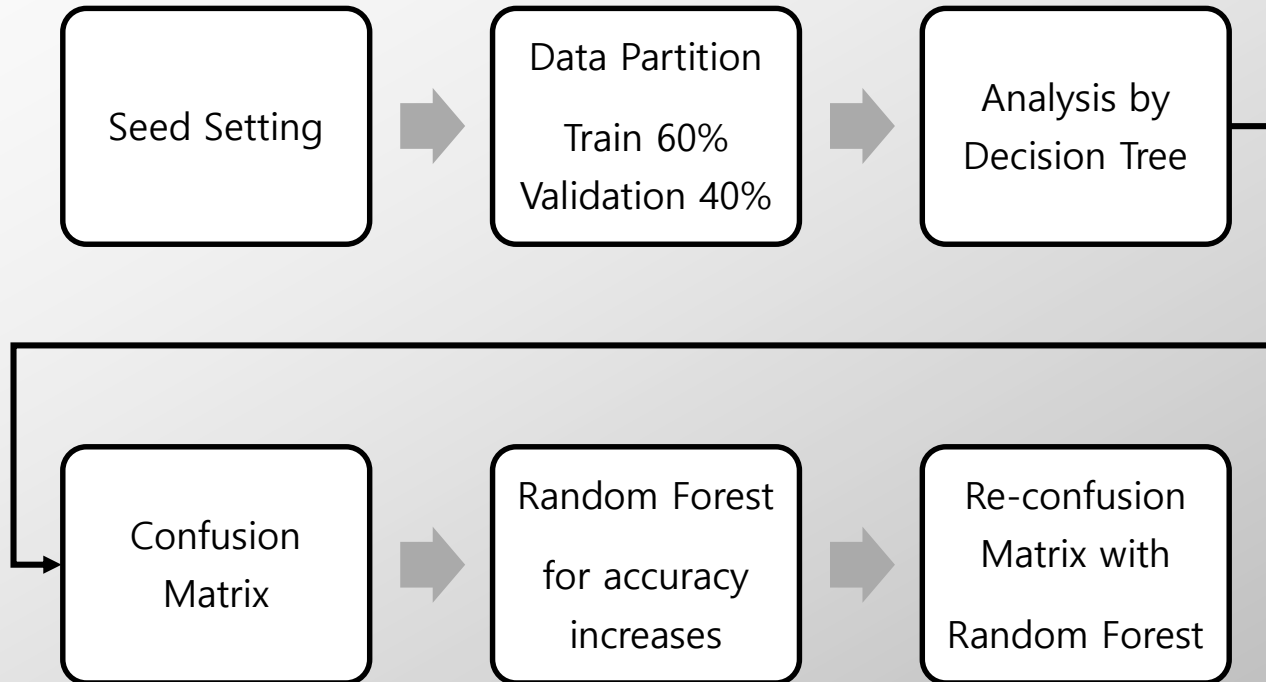 Seed Setting
Data Partition
Train 60%
Validation 40%
Analysis by
Decision Tree
Confusion
Matrix
Random Forest
for accuracy
increases
Re-confusion
Matrix with
Random Forest